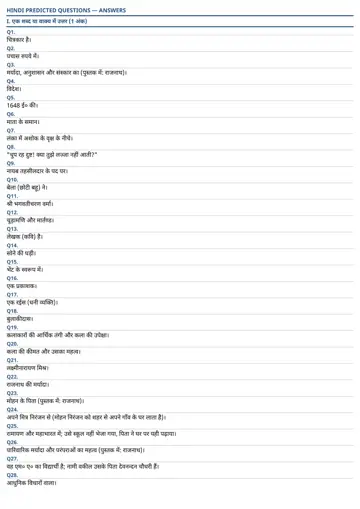 HINDI PREDICTED QUESTIONS — ANSWERS
I. एक शब्द या वाक्य में उत्तर (1 अंक)
Q1.
चित्रकार है।
Q2.
पचास रुपये में।
Q3.
मर्यादा, अनुशासन और संस्कार का (पुस्तक में: राजनाथ)।
Q4.
विदेश।
Q5.
1648 ई० की।
Q6.
माता के समान।
Q7.
लंका में अशोक के वृक्ष के नीचे।
Q8.
"चुप रह दुष्ट! क्या तुझे लज्जा नहीं आती?"
Q9.
नायब तहसीलदार के पद पर।
Q10.
बेला (छोटी बहू) ने।
Q11.
श्री भगवतीचरण वर्मा।
Q12.
चूड़ामणि और मार्तण्ड।
Q13.
लेखक (कवि) है।
Q14.
सोने की घड़ी।
Q15.
भेंट के स्वरूप में।
Q16.
एक प्रकाशक।
Q17.
एक रईस (धनी व्यक्ति)।
Q18.
बुलाकीदास।
Q19.
कलाकारों की आर्थिक तंगी और कला की उपेक्षा।
Q20.
कला की कीमत और उसका महत्व।
Q21.
लक्ष्मीनारायण मिश्र।
Q22.
राजनाथ की मर्यादा।
Q23.
मोहन के पिता (पुस्तक में: राजनाथ)।
Q24.
अपने मित्र निरंजन से (मोहन निरंजन को शहर से अपने गाँव के घर लाता है)।
Q25.
रामायण और महाभारत में; उसे स्कूल नहीं भेजा गया, पिता ने घर पर यही पढ़ाया।
Q26.
पारिवारिक मर्यादा और परंपराओं का महत्व (पुस्तक में: राजनाथ)।
Q27.
वह एम० ए० का विद्यार्थी है; नामी वकील उसके पिता देवनन्दन चौधरी हैं।
Q28.
आधुनिक विचारों वाला।